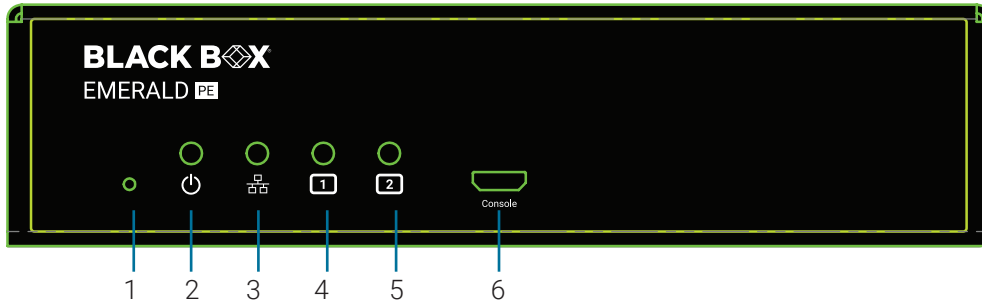 BLACK BOX®
EMERALD PE
1 2
Console
1 2 3 4 5 6